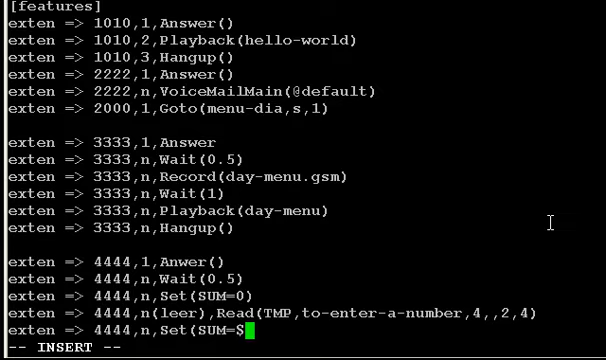 [features]
exten => 1010,1,Answer()
exten => 1010,2,Playback(hello-world)
exten => 1010,3,Hangup()
exten => 2222,1,Answer()
exten => 2222,n,VoiceMailMain(@default)
exten => 2000,1,Goto(menu-dia,s,1)
exten => 3333,1,Answer
exten => 3333,n,Wait(0.5)
exten => 3333,n,Record(day-menu.gsm)
exten => 3333,n,Wait(1)
exten => 3333,n,Playback(day-menu)
exten => 3333,n,Hangup()
exten => 4444,1,Anwer()
exten => 4444,n,Wait(0.5)
exten => 4444,n,Set(SUM=0)
exten => 4444,n(leer),Read(TMP,to-enter-a-number,4,,2,4)
exten => 4444,n,Set(SUM=$
-- INSERT --